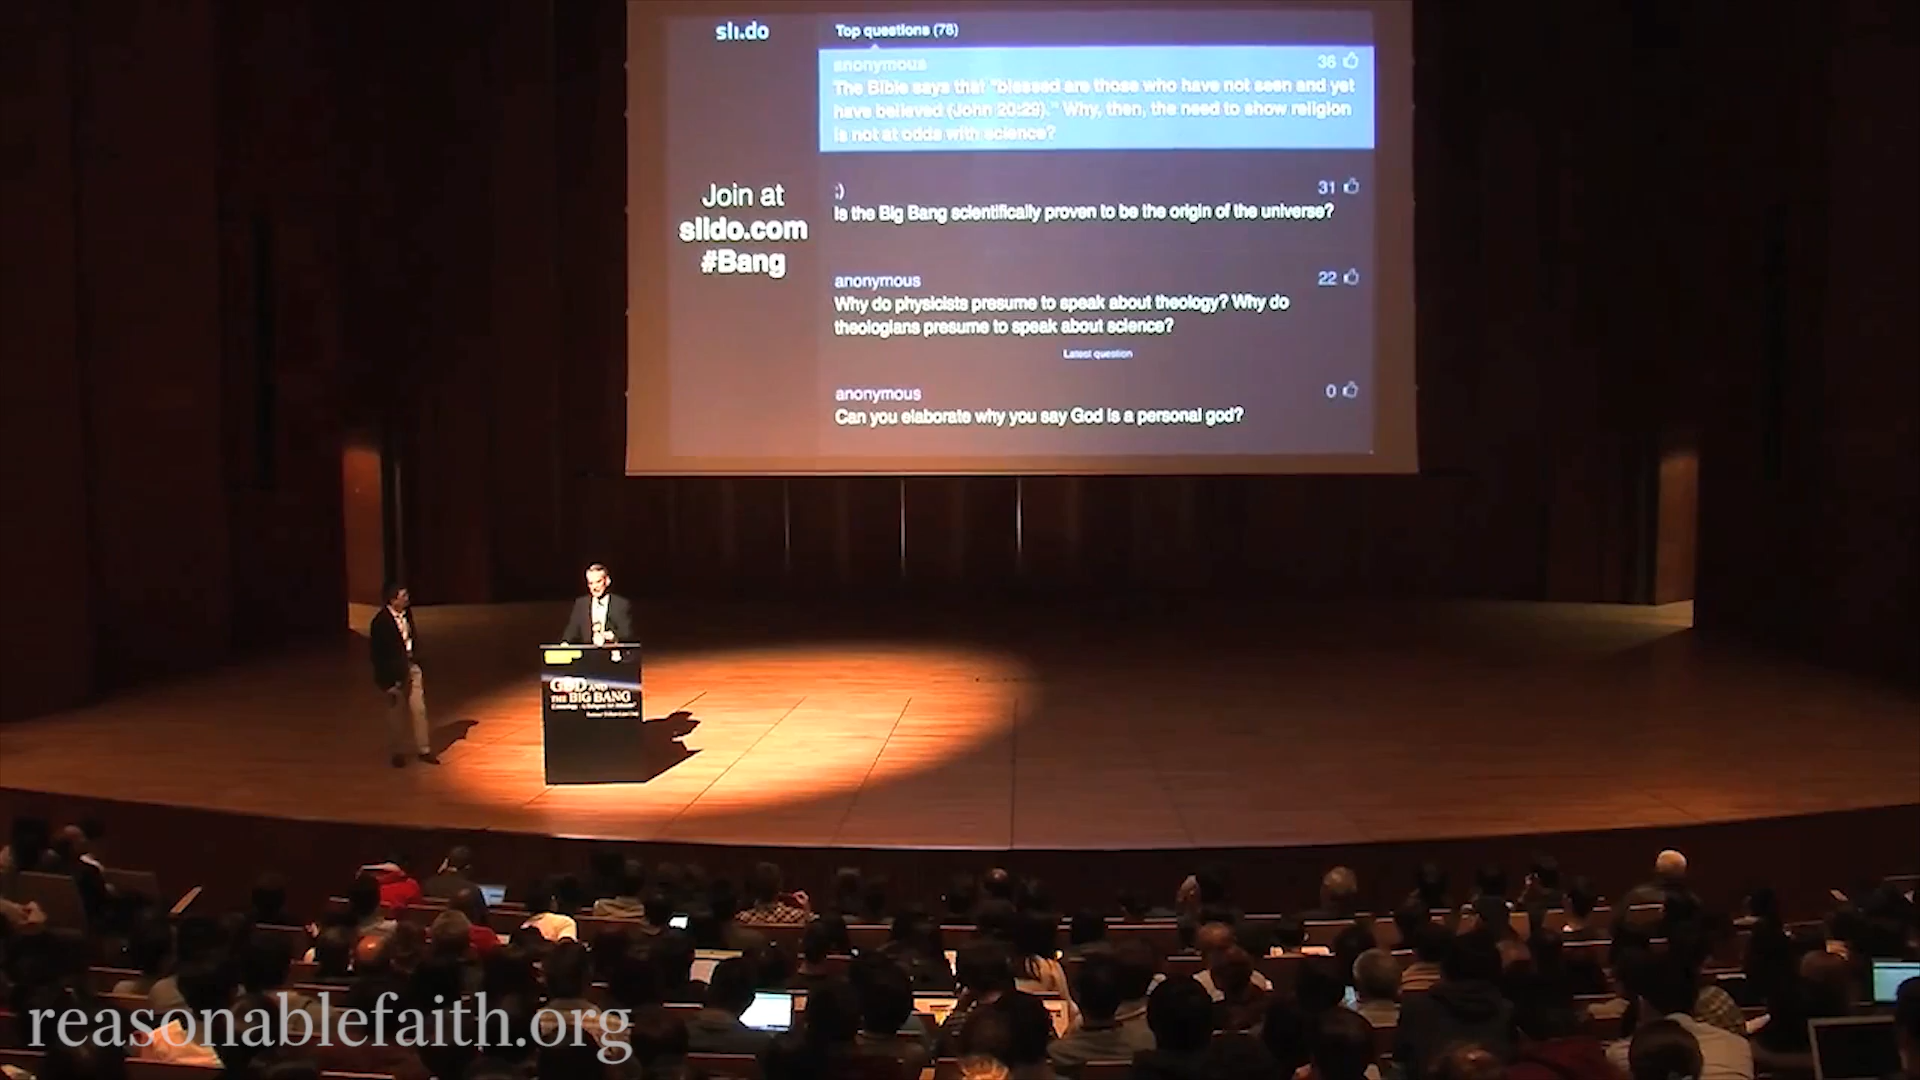 sli.do
Top questions (78)
anonymous
36
The Bible says that "blessed are those who have not seen and yet
have believed (John 20:29)." Why, then, the need to show religion
is not at odds with science?
Join at
slido.com
#Bang
;)
31
Is the Big Bang scientifically proven to be the origin of the universe?
anonymous
22
Why do physicists presume to speak about theology? Why do
theologians presume to speak about science?
Latest question
anonymous
0
Can you elaborate why you say God is a personal god?
GOD AND
THE BIG BANG
reasonablefaith.org